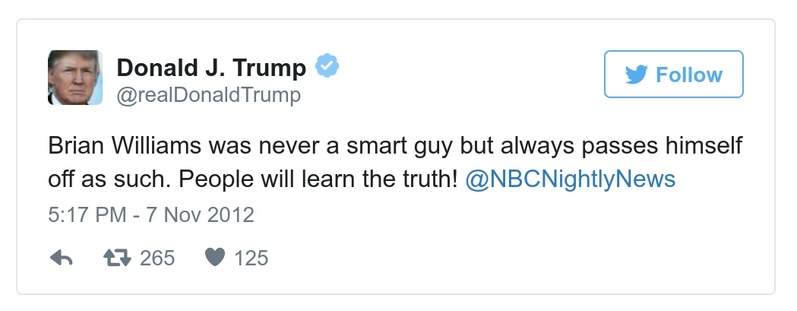 Donald J. Trump
@realDonaldTrump
Follow
Brian Williams was never a smart guy but always passes himself
off as such. People will learn the truth! @NBCNightlyNews
5:17 PM - 7 Nov 2012
265 125